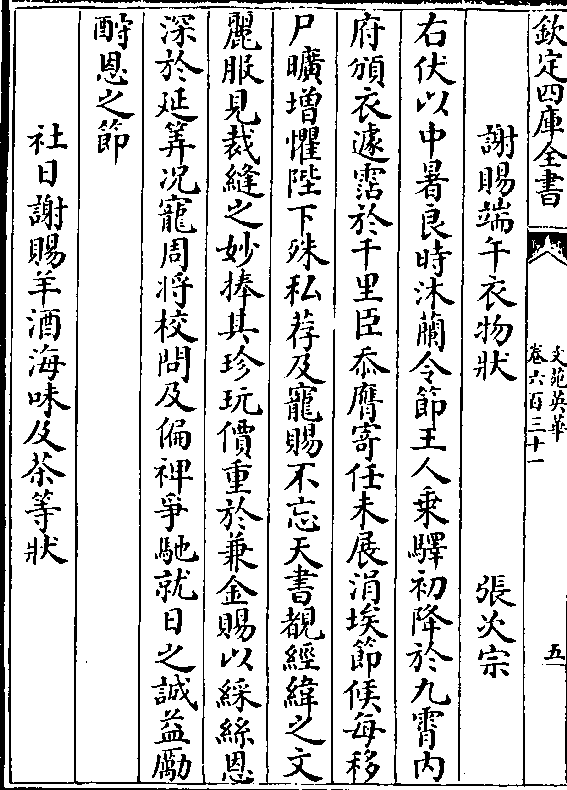 欽定四庫全書
文苑英華
卷六百三十一
五
謝賜端午衣物狀 張次宗
右伏以中暑良時沐蘭令節王人乗驛初降於九霄内
府頒衣遽霑於千里臣忝膺寄任未展涓埃節候每移
尸曠增懼陛下殊私荐及寵賜不忘天書覩經緯之文
麗服見裁縫之妙捧其珍玩價重於兼金賜以綵絲恩
深於延筭况寵周將校問及偏裨爭馳就日之誠益勵
酧恩之節
社日謝賜羊酒海味及茶等狀